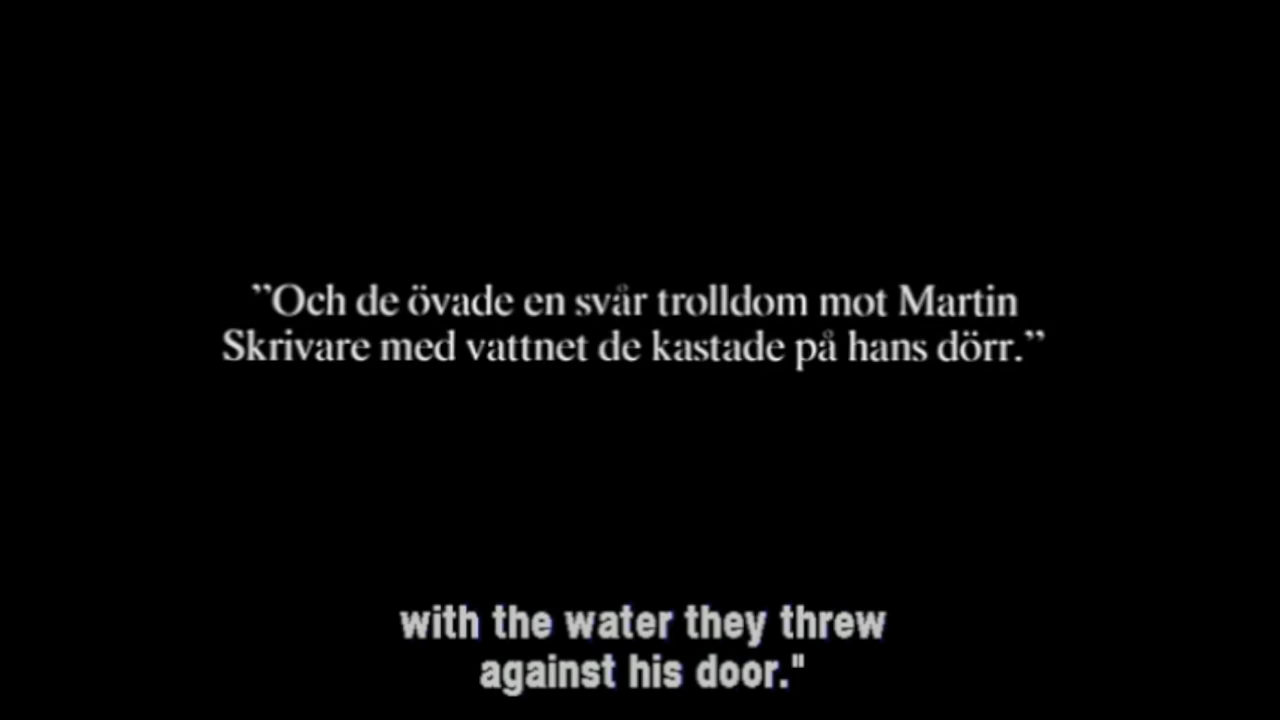 ”Och de övade en svår trolldom mot Martin
Skrivare med vattnet de kastade på hans dörr.”
with the water they threw
against his door."